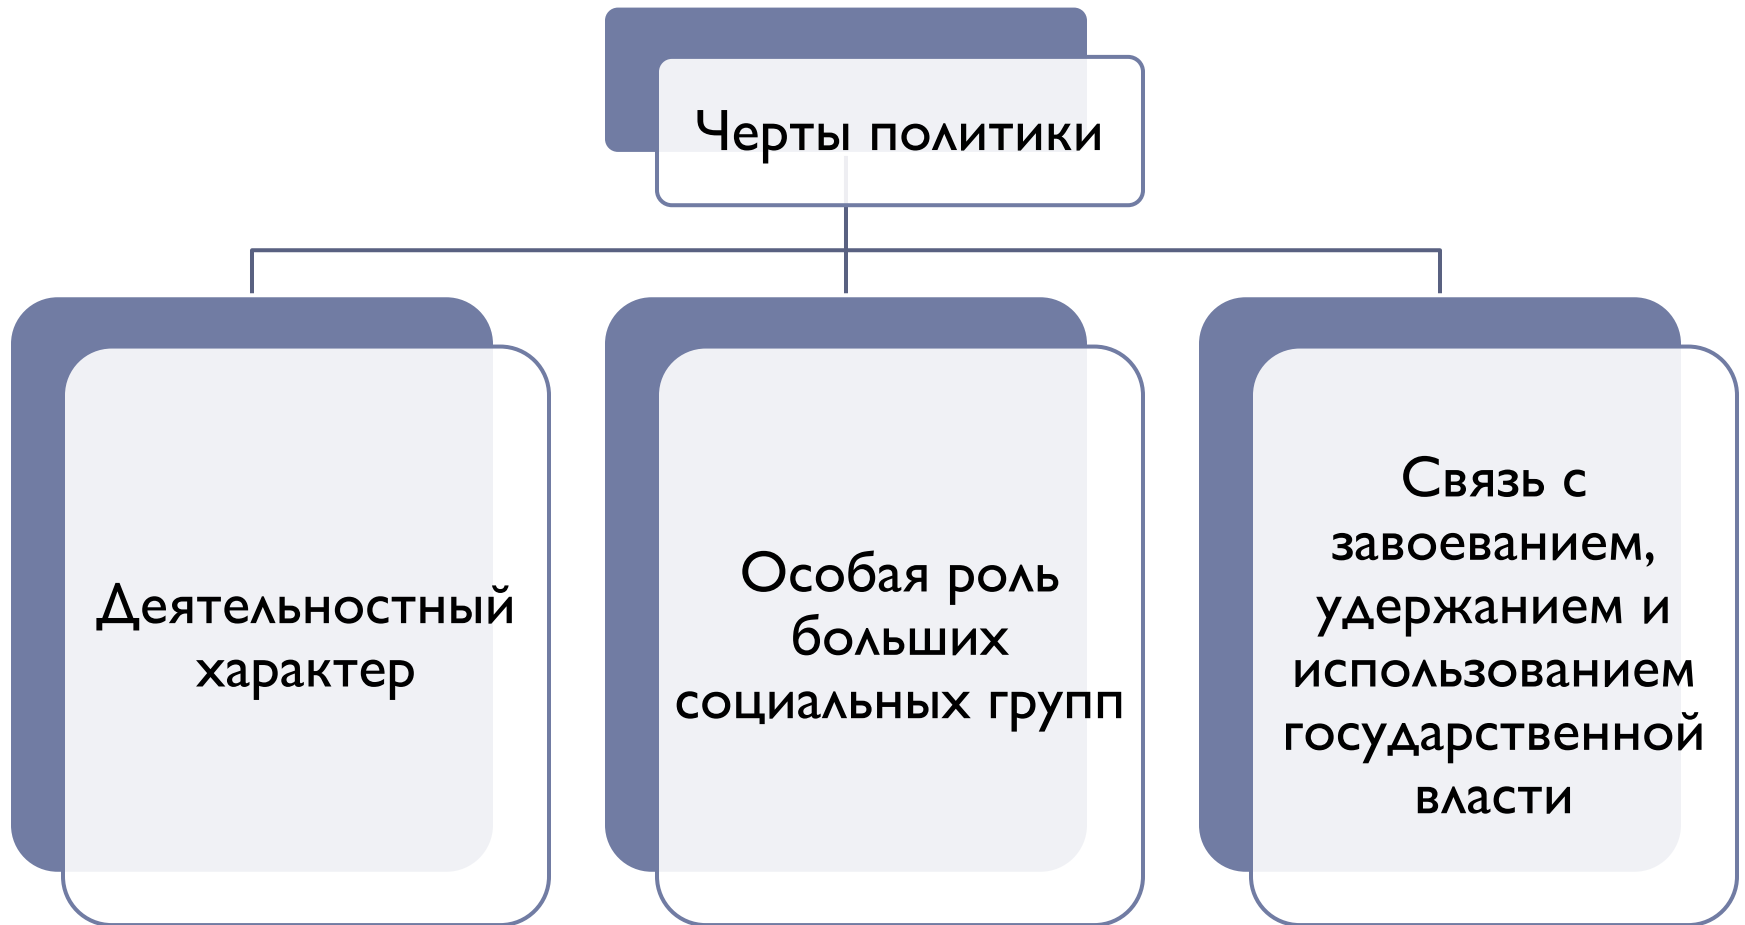 Черты политики
Деятельностный
характер
Особая роль
больших
социальных групп
Связь с
завоеванием,
удержанием и
использованием
государственной
власти